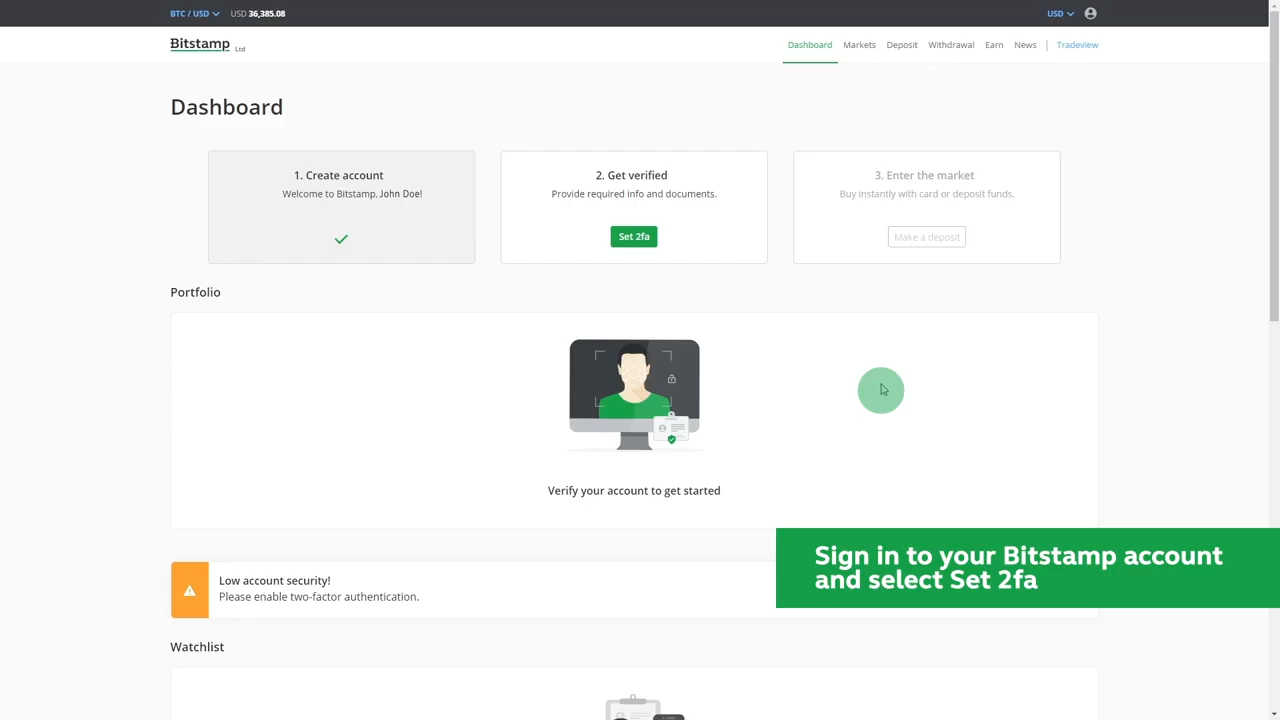 BTC / USD USD 36,385.08 USD
Bitstamp Ltd Dashboard Markets Deposit Withdrawal Earn News | Tradeview
Dashboard
1. Create account
Welcome to Bitstamp, John Doe!
2. Get verified
Provide required info and documents.
Set 2fa
3. Enter the market
Buy instantly with card or deposit funds.
Make a deposit
Portfolio
Verify your account to get started
Low account security!
Please enable two-factor authentication.
Sign in to your Bitstamp account
and select Set 2fa
Watchlist